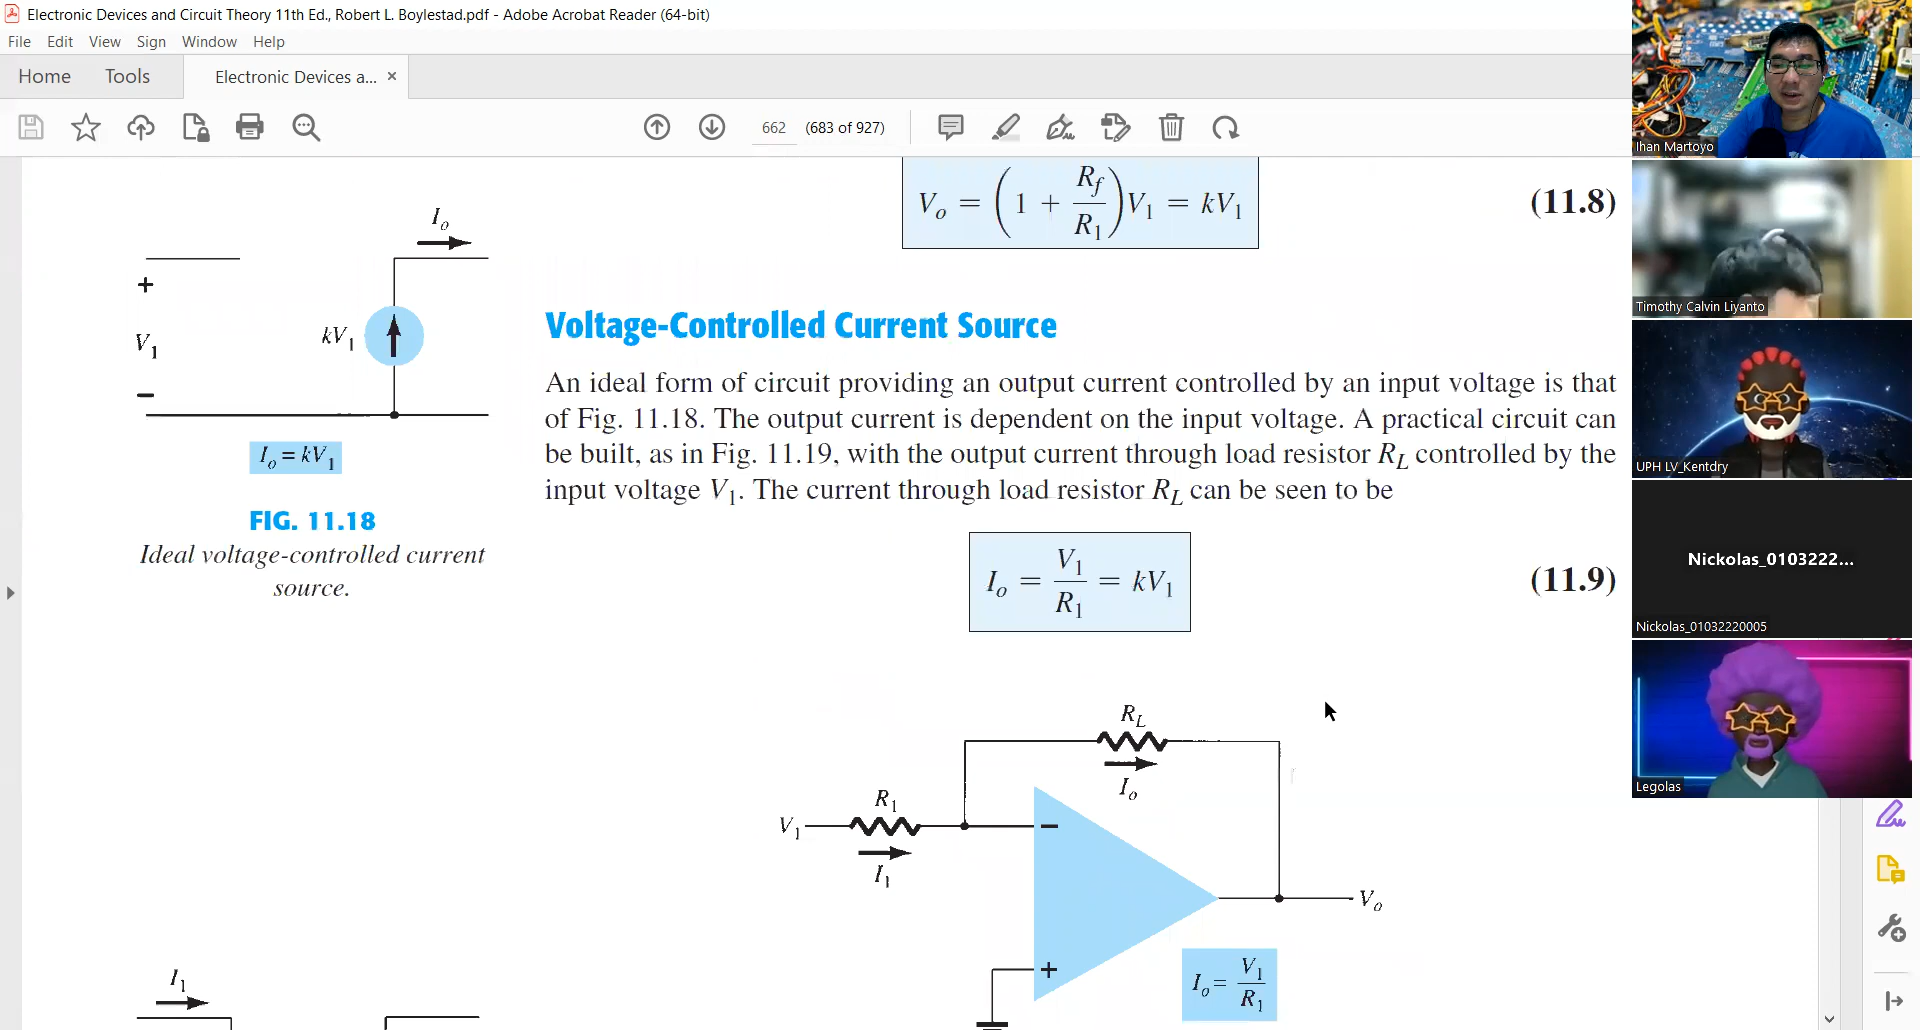 Electronic Devices and Circuit Theory 11th Ed., Robert L. Boylestad.pdf - Adobe Acrobat Reader (64-bit)
File Edit View Sign Window Help
Home Tools Electronic Devices a... ×
662 (683 of 927)
Vo = (1 + Rf/R1)V1 = kV1 (11.8)
Io
+
V1
−
kV1
Io = kV1
FIG. 11.18
Ideal voltage-controlled current
source.
Voltage-Controlled Current Source
An ideal form of circuit providing an output current controlled by an input voltage is that
of Fig. 11.18. The output current is dependent on the input voltage. A practical circuit can
be built, as in Fig. 11.19, with the output current through load resistor RL controlled by the
input voltage V1. The current through load resistor RL can be seen to be
Io = V1/R1 = kV1 (11.9)
RL
Io
R1
V1
I1
−
+
Vo
Io = V1/R1
I1
Ihan Martoyo
Timothy Calvin Liyanto
UPH LV_Kentdry
Nickolas_0103222...
Nickolas_01032220005
Legolas